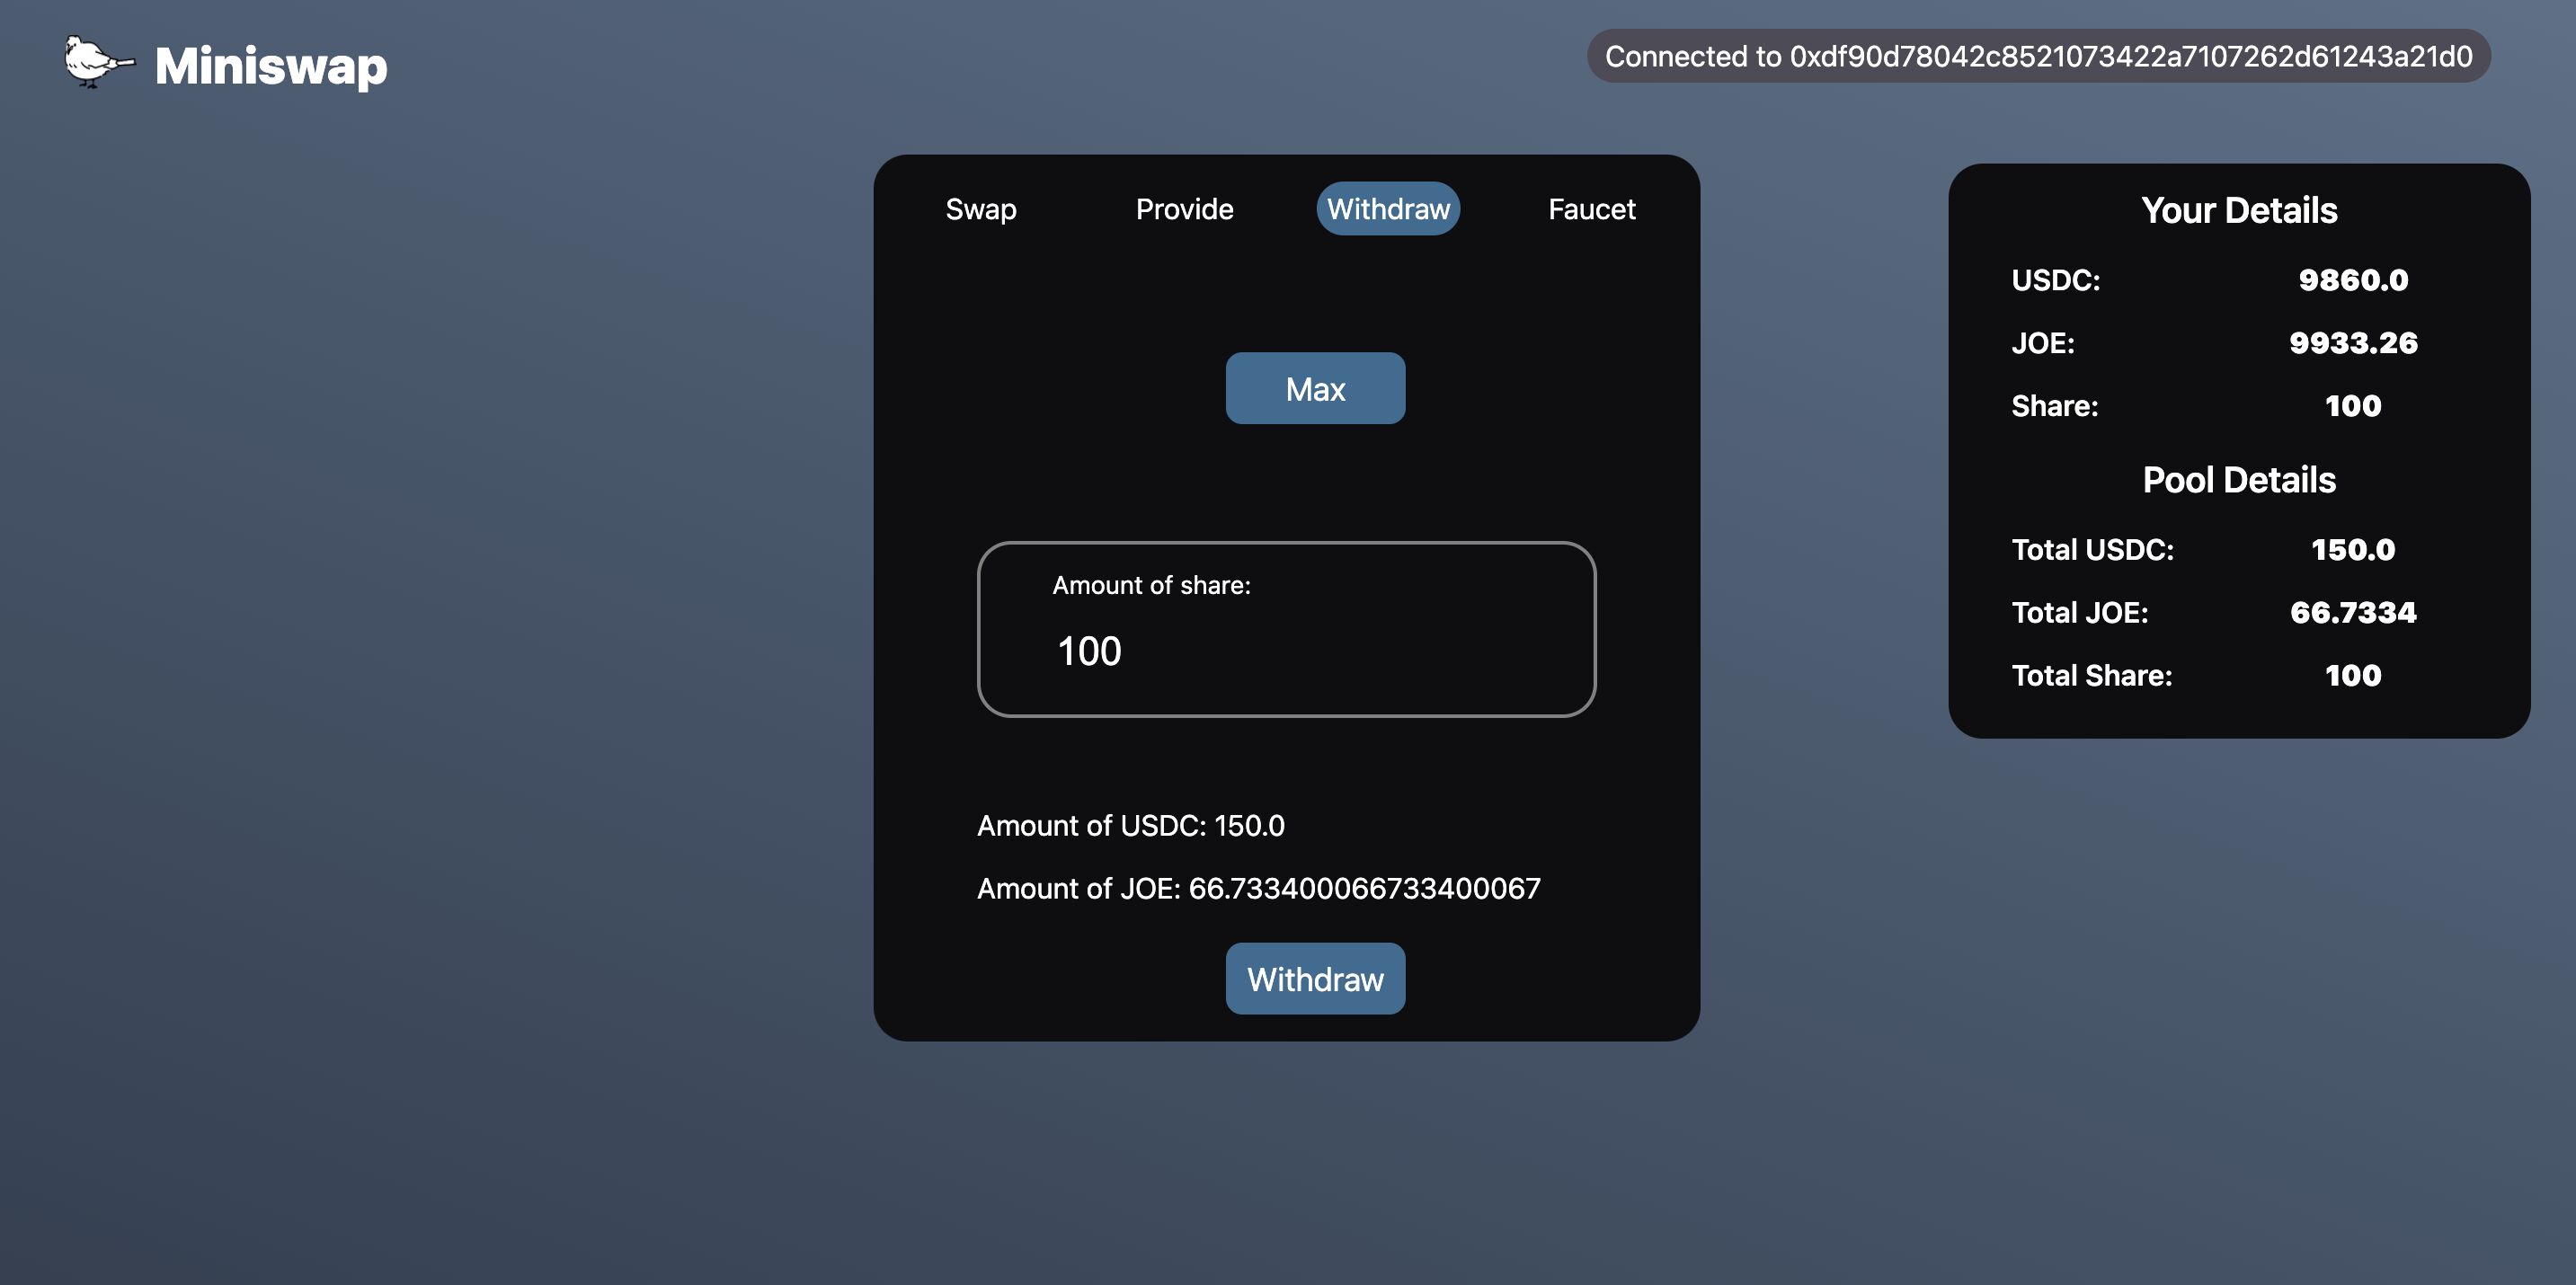 Miniswap
Connected to 0xdf90d78042c8521073422a7107262d61243a21d0
Swap Provide Withdraw Faucet
Max
Amount of share:
100
Amount of USDC: 150.0
Amount of JOE: 66.733400066733400067
Withdraw
Your Details
USDC: 9860.0
JOE: 9933.26
Share: 100
Pool Details
Total USDC: 150.0
Total JOE: 66.7334
Total Share: 100